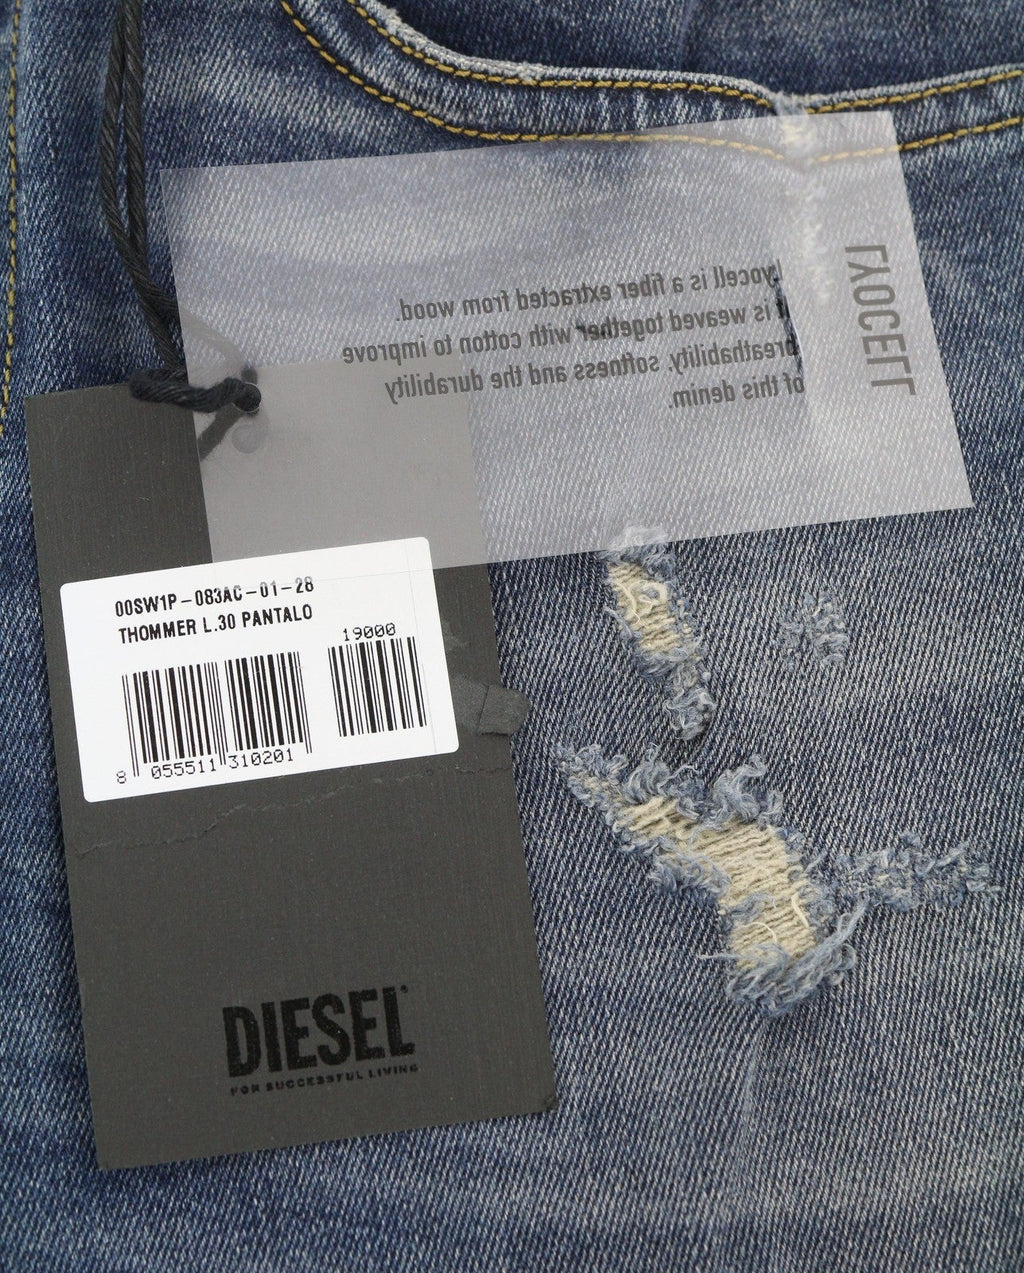 LYOCELL
Lyocell is a fiber extracted from wood.
It is weaved together with cotton to improve
breathability, softness and the durability
of this denim.
00SW1P-083AC-01-28
THOMMER L.30 PANTALO
19000
8 055511 310201
DIESEL
FOR SUCCESSFUL LIVING